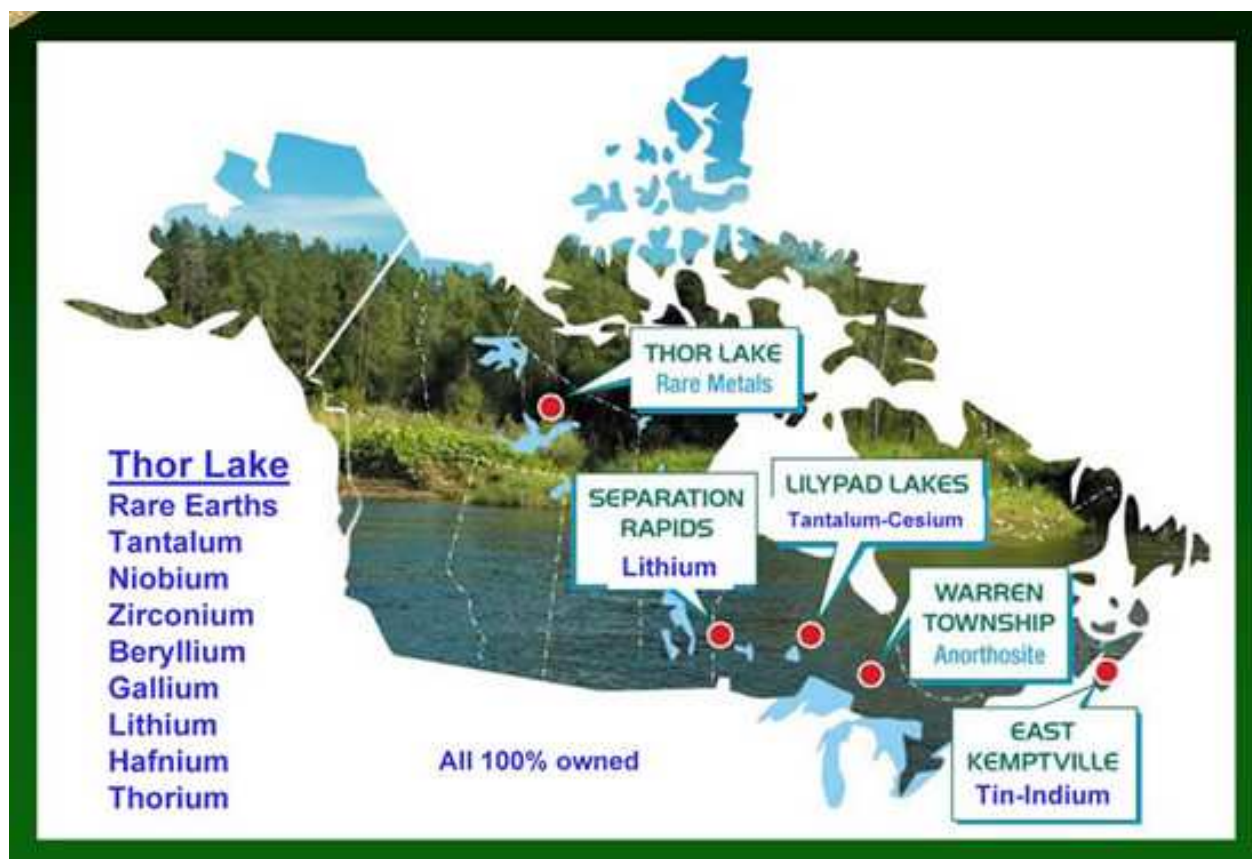 THOR LAKE
Rare Metals
Thor Lake
Rare Earths
Tantalum
Niobium
Zirconium
Beryllium
Gallium
Lithium
Hafnium
Thorium
SEPARATION
RAPIDS
Lithium
LILYPAD LAKES
Tantalum-Cesium
WARREN
TOWNSHIP
Anorthosite
EAST
KEMPTVILLE
Tin-Indium
All 100% owned